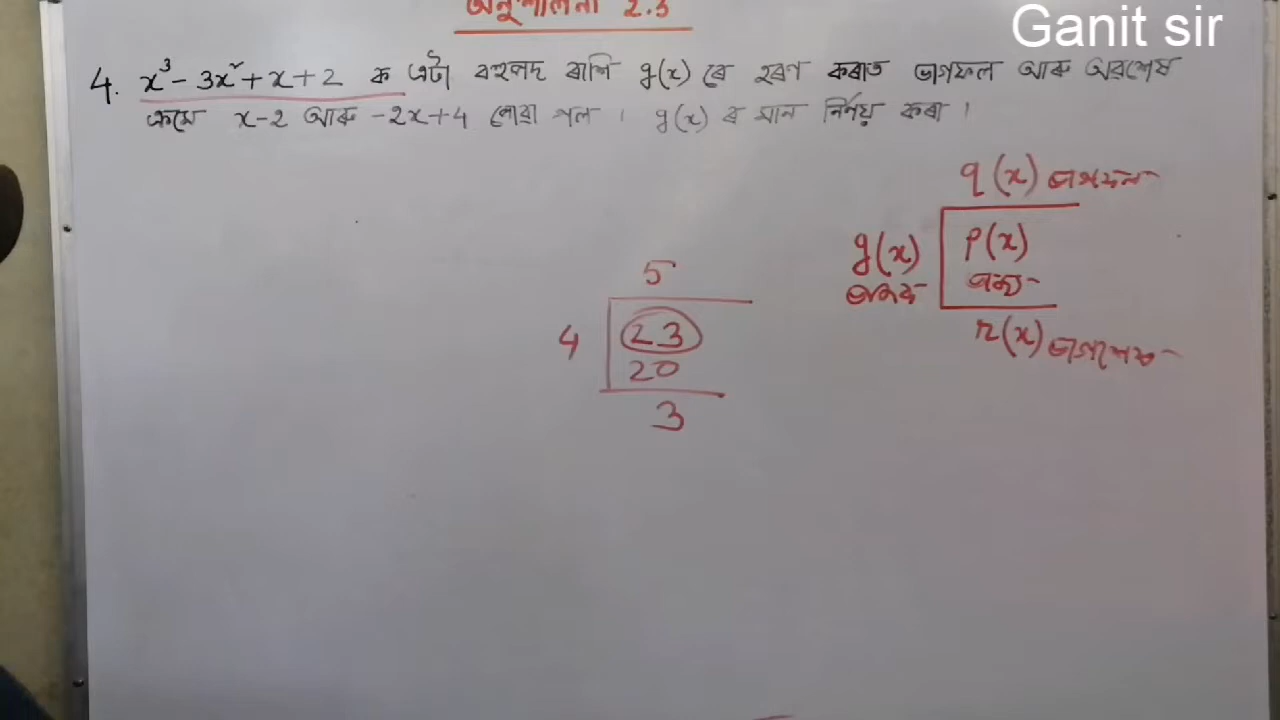 অনুশীলনী 2.3
Ganit sir
4. x³ - 3x² + x + 2 ক এটা বহুপদ ৰাশি g(x) ৰে হৰণ কৰাত ভাগফল আৰু অৱশেষ
ক্ৰমে x-2 আৰু -2x+4 পোৱা গল । g(x) ৰ মান নিৰ্ণয় কৰা ।
q(x) ভাগফল
g(x) p(x)
ভাজক ভাজ্য
r(x) ভাগশেষ
5
4 23
20
3